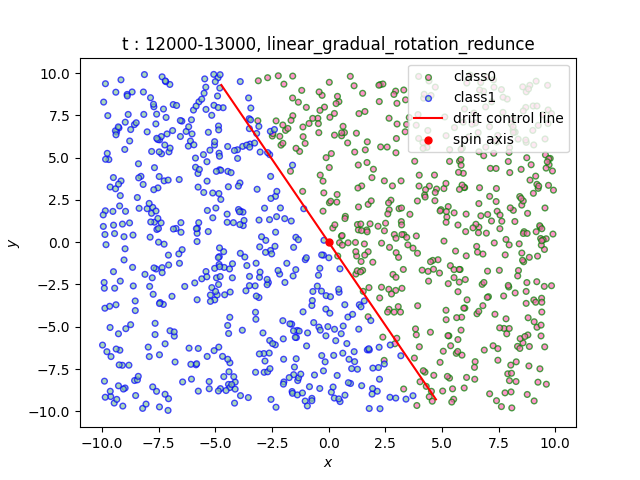 t : 12000-13000, linear_gradual_rotation_redunce
class0
class1
drift control line
spin axis
10.0
7.5
5.0
2.5
0.0
−2.5
−5.0
−7.5
−10.0
y
−10.0 −7.5 −5.0 −2.5 0.0 2.5 5.0 7.5 10.0
x